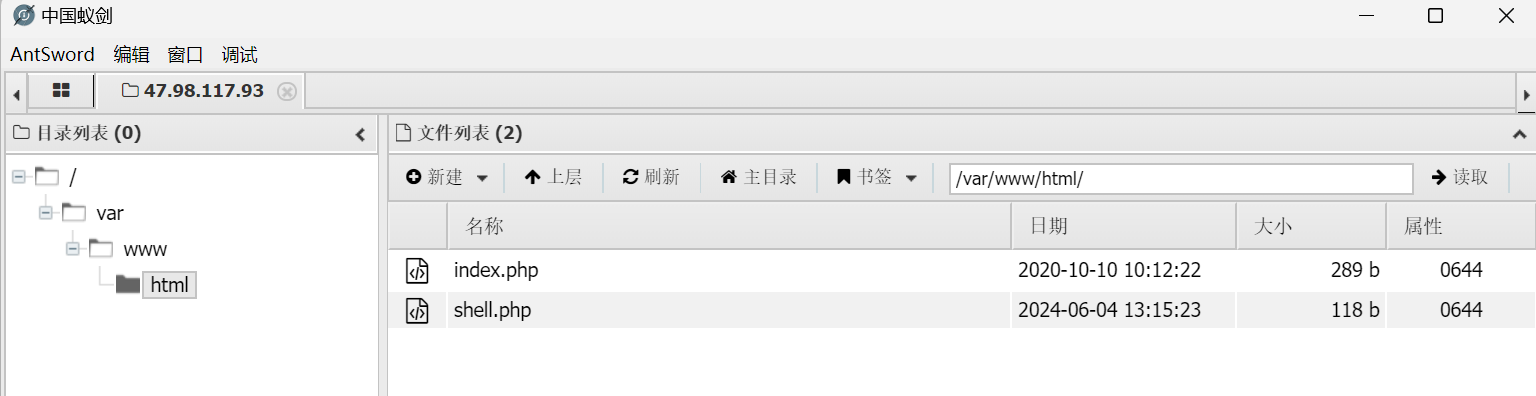 中国蚁剑
AntSword 编辑 窗口 调试
47.98.117.93
目录列表 (0)
文件列表 (2)
新建 上层 刷新 主目录 书签 /var/www/html/ 读取
/
var
www
html
名称 日期 大小 属性
index.php 2020-10-10 10:12:22 289 b 0644
shell.php 2024-06-04 13:15:23 118 b 0644